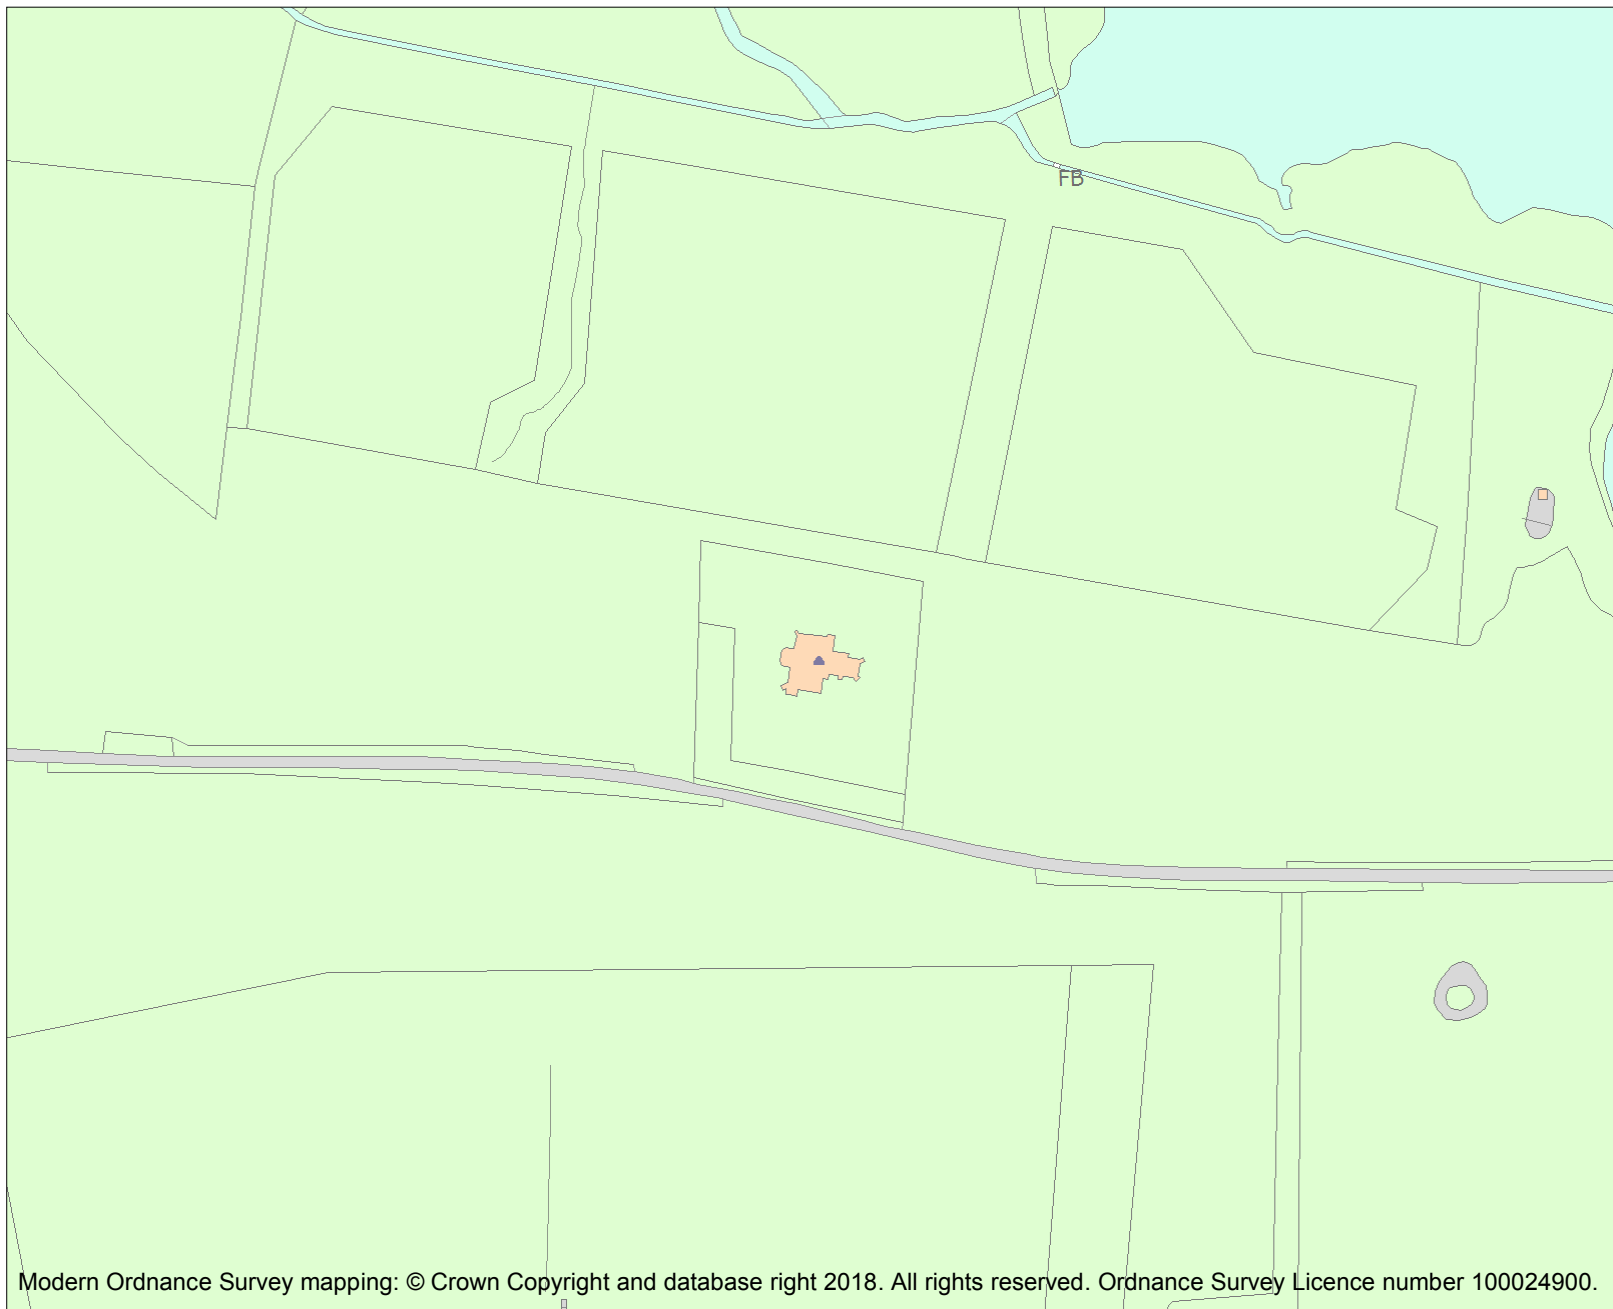 FB
Modern Ordnance Survey mapping: © Crown Copyright and database right 2018. All rights reserved. Ordnance Survey Licence number 100024900.